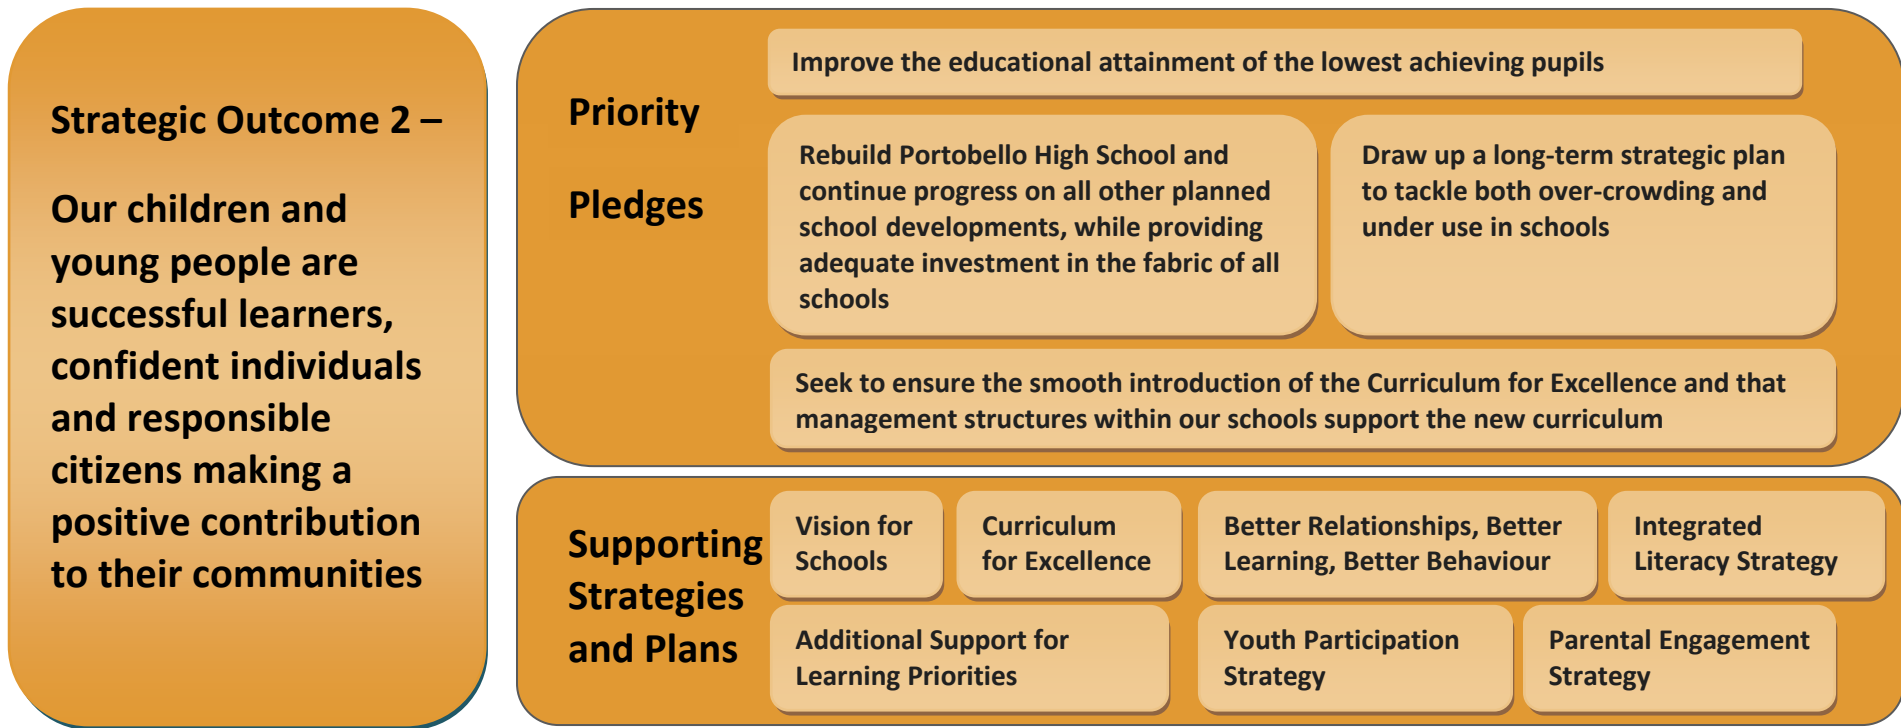 Strategic Outcome 2 –
Our children and
young people are
successful learners,
confident individuals
and responsible
citizens making a
positive contribution
to their communities
Priority
Pledges
Improve the educational attainment of the lowest achieving pupils
Rebuild Portobello High School and
continue progress on all other planned
school developments, while providing
adequate investment in the fabric of all
schools
Draw up a long-term strategic plan
to tackle both over-crowding and
under use in schools
Seek to ensure the smooth introduction of the Curriculum for Excellence and that
management structures within our schools support the new curriculum
Supporting
Strategies
and Plans
Vision for
Schools
Curriculum
for Excellence
Better Relationships, Better
Learning, Better Behaviour
Integrated
Literacy Strategy
Additional Support for
Learning Priorities
Youth Participation
Strategy
Parental Engagement
Strategy